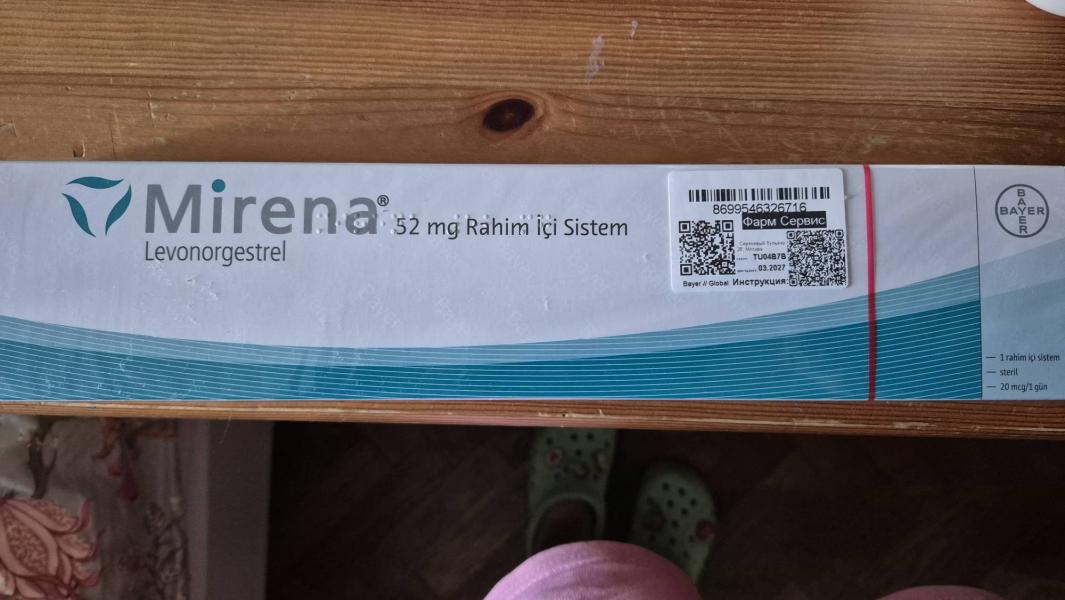 Mirena®
52 mg Rahim İçi Sistem
Levonorgestrel
8699546326716
Фарм Сервис
Москва
TU04B7B
03.2027
Bayer // Global Инструкция:
BAYER
BAYER
1 rahim içi sistem
steril
20 mcg/1 gün